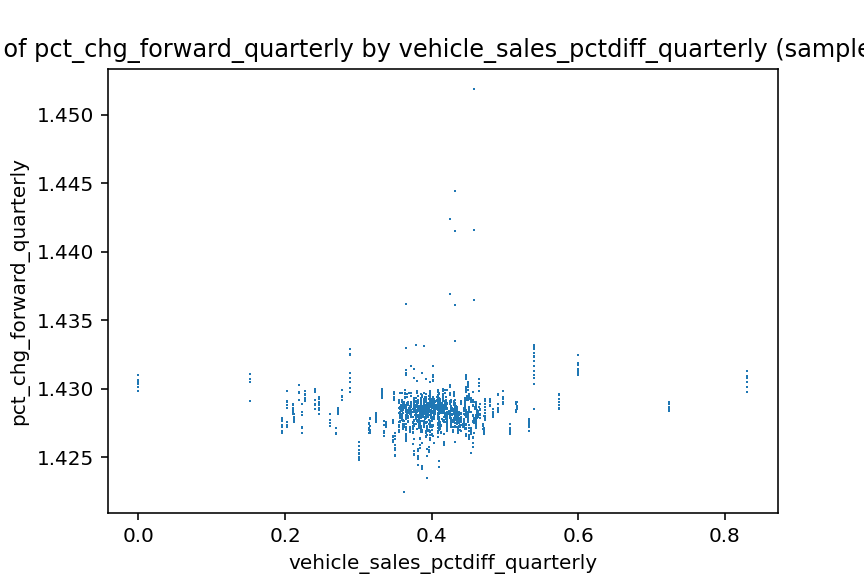 of pct_chg_forward_quarterly by vehicle_sales_pctdiff_quarterly (sample
1.450
1.445
1.440
1.435
1.430
1.425
pct_chg_forward_quarterly
0.0 0.2 0.4 0.6 0.8
vehicle_sales_pctdiff_quarterly